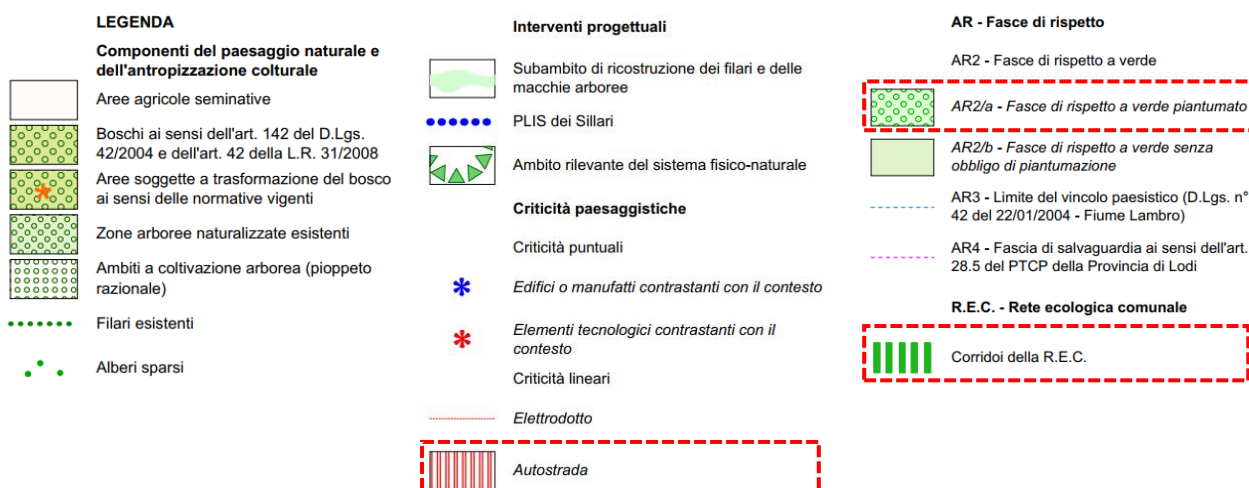 LEGENDA
Componenti del paesaggio naturale e
dell'antropizzazione colturale
Aree agricole seminative
Boschi ai sensi dell'art. 142 del D.Lgs.
42/2004 e dell'art. 42 della L.R. 31/2008
Aree soggette a trasformazione del bosco
ai sensi delle normative vigenti
Zone arboree naturalizzate esistenti
Ambiti a coltivazione arborea (pioppeto
razionale)
Filari esistenti
Alberi sparsi
Interventi progettuali
Subambito di ricostruzione dei filari e delle
macchie arboree
PLIS dei Sillari
Ambito rilevante del sistema fisico-naturale
Criticità paesaggistiche
Criticità puntuali
Edifici o manufatti contrastanti con il contesto
Elementi tecnologici contrastanti con il
contesto
Criticità lineari
Elettrodotto
Autostrada
AR - Fasce di rispetto
AR2 - Fasce di rispetto a verde
AR2/a - Fasce di rispetto a verde piantumato
AR2/b - Fasce di rispetto a verde senza
obbligo di piantumazione
AR3 - Limite del vincolo paesistico (D.Lgs. n°
42 del 22/01/2004 - Fiume Lambro)
AR4 - Fascia di salvaguardia ai sensi dell'art.
28.5 del PTCP della Provincia di Lodi
R.E.C. - Rete ecologica comunale
Corridoi della R.E.C.